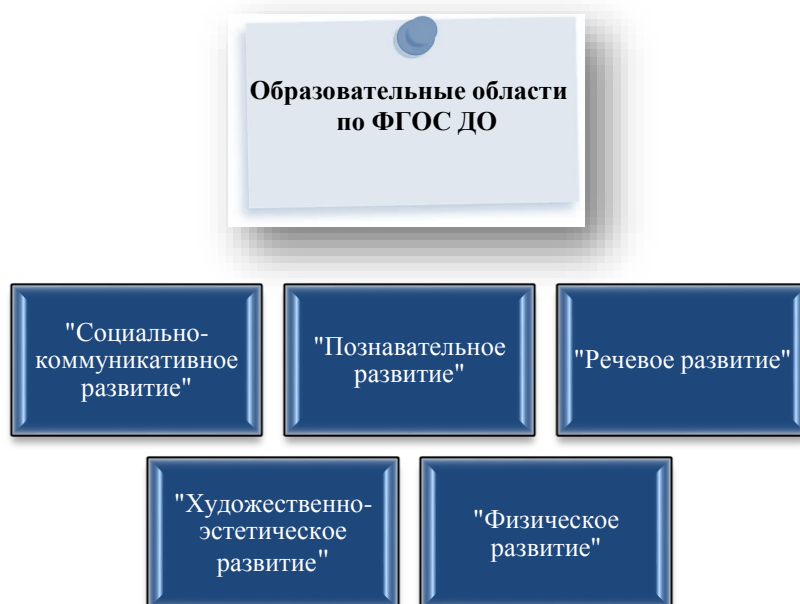 Образовательные области
по ФГОС ДО
"Социально-
коммуникативное
развитие"
"Познавательное
развитие"
"Речевое развитие"
"Художественно-
эстетическое
развитие"
"Физическое
развитие"